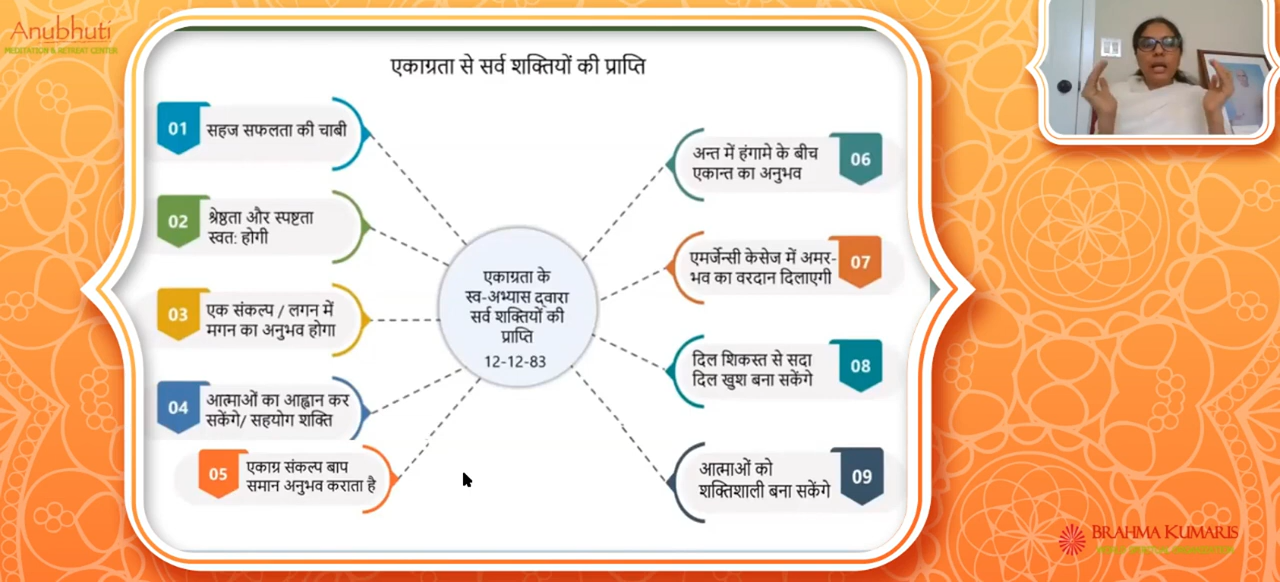 Anubhuti
MEDITATION & RETREAT CENTER
एकाग्रता से सर्व शक्तियों की प्राप्ति
01
सहज सफलता की चाबी
02
श्रेष्ठता और स्पष्टता
स्वत: होगी
03
एक संकल्प / लगन में
मगन का अनुभव होगा
04
आत्माओं का आह्वान कर
सकेंगे/ सहयोग शक्ति
05
एकाग्र संकल्प बाप
समान अनुभव कराता है
एकाग्रता के
स्व-अभ्यास द्वारा
सर्व शक्तियों की
प्राप्ति
12-12-83
06
अन्त में हंगामे के बीच
एकान्त का अनुभव
07
एमर्जेन्सी केसेज में अमर-
भव का वरदान दिलाएगी
08
दिल शिकस्त से सदा
दिल खुश बना सकेंगे
09
आत्माओं को
शक्तिशाली बना सकेंगे
BRAHMA KUMARIS